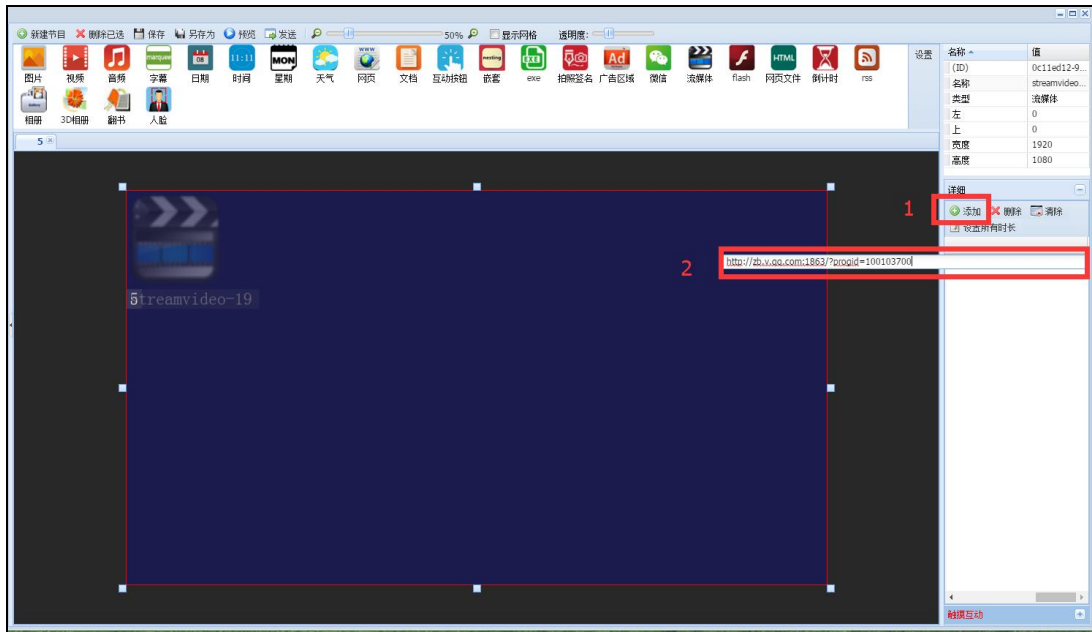 新建节目 删除已选 保存 另存为 预览 发送 50% 显示网格 透明度:
图片 视频 音频 字幕 日期 时间 星期 天气 网页 文档 互动按钮 嵌套 exe 拍照签名 广告区域 微信 流媒体 flash 网页文件 倒计时 rss
相册 3D相册 翻书 人脸
设置
名称 值
(ID) 0c11ed12-9...
名称 streamvideo...
类型 流媒体
左 0
上 0
宽度 1920
高度 1080
5
详细
1
添加 删除 清除
设置所有时长
2
http://zb.v.qq.com:1863/?progid=100103700
streamvideo-19
5
触摸互动